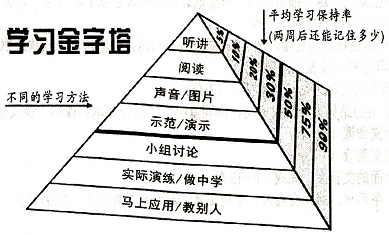 学习金字塔
平均学习保持率
(两周后还能记住多少)
不同的学习方法
听讲 5%
阅读 10%
声音/图片 20%
示范/演示 30%
小组讨论 50%
实际演练/做中学 75%
马上应用/教别人 90%